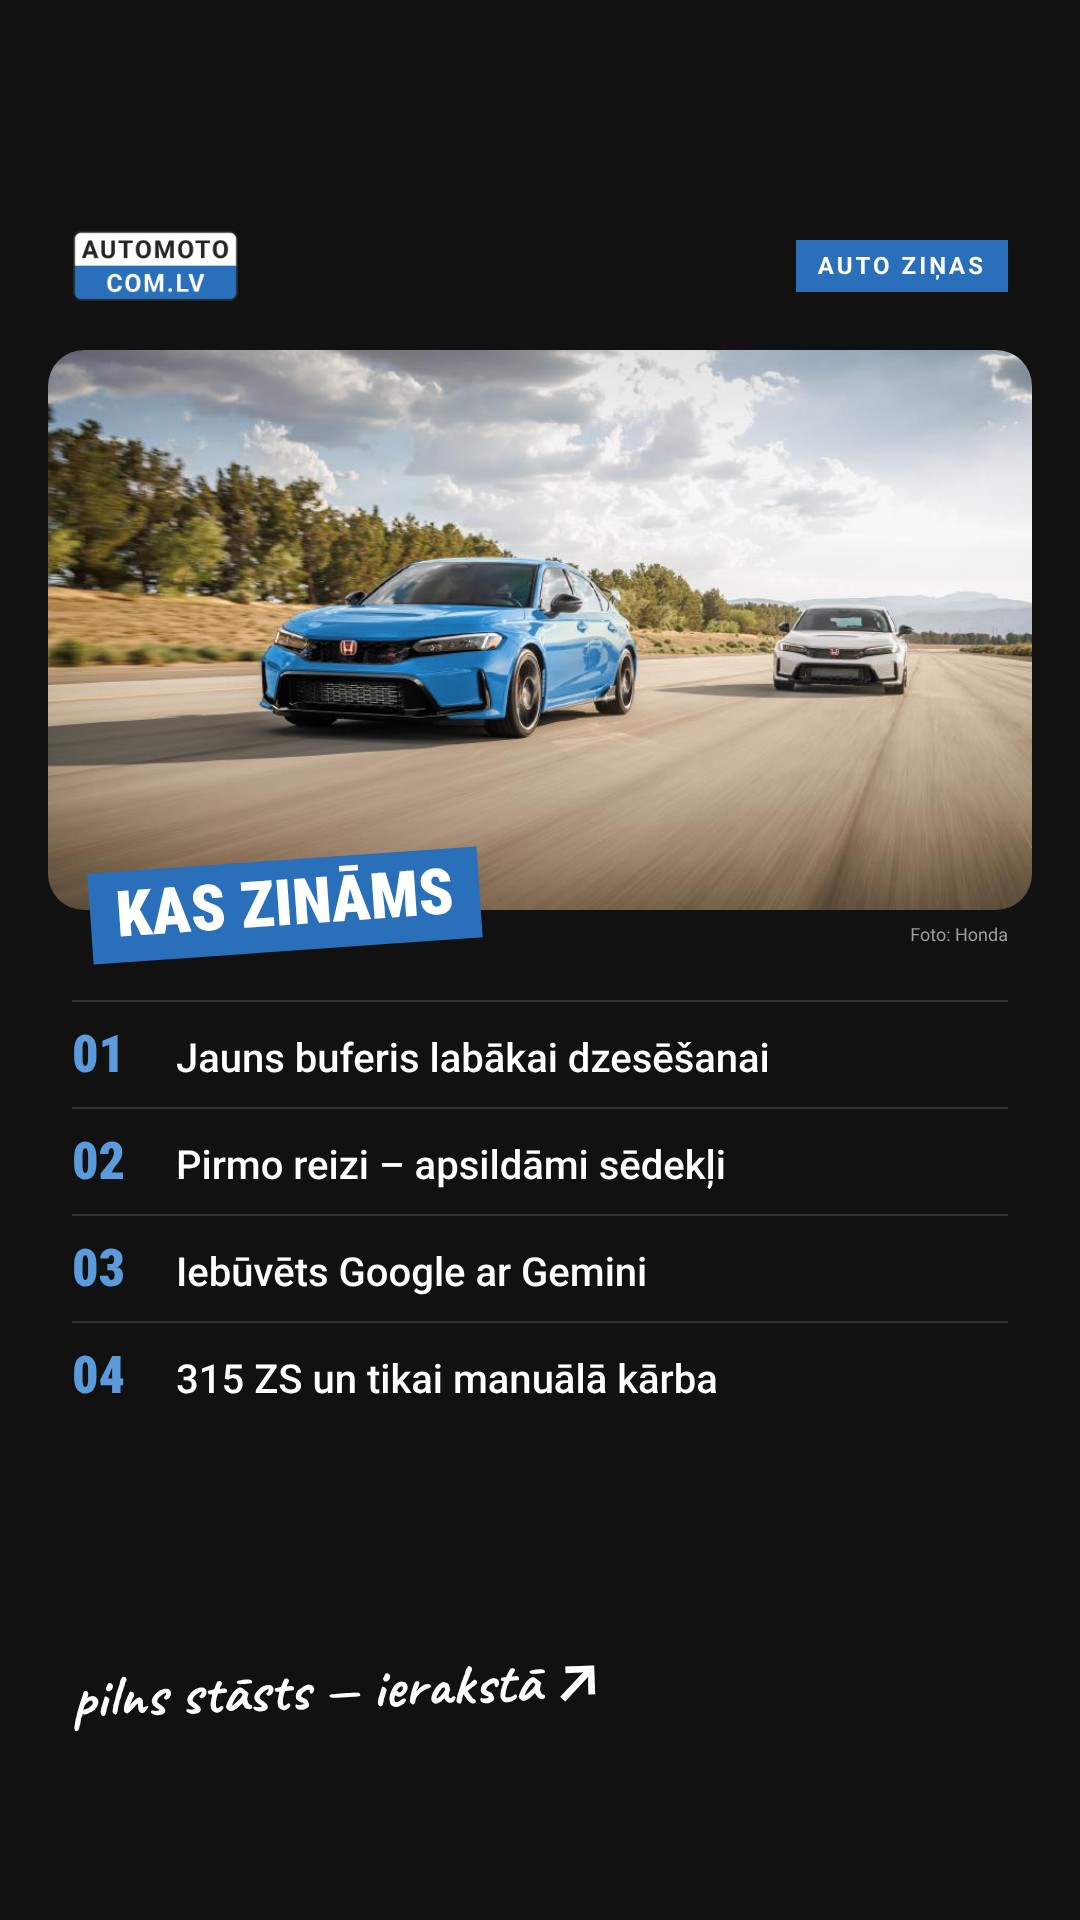 AUTOMOTO
COM.LV
AUTO ZIŅAS
KAS ZINĀMS
Foto: Honda
01 Jauns buferis labākai dzesēšanai
02 Pirmo reizi – apsildāmi sēdekļi
03 Iebūvēts Google ar Gemini
04 315 ZS un tikai manuālā kārba
pilns stāsts – ierakstā ↗